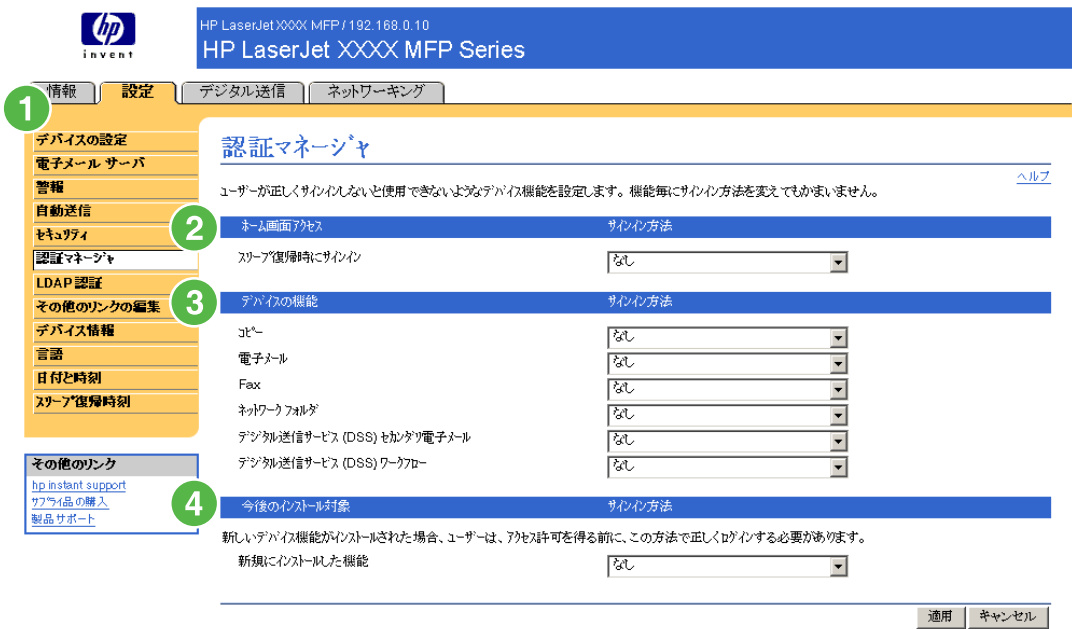 hp
invent
HP LaserJet XXXX MFP / 192.168.0.10
HP LaserJet XXXX MFP Series
情報
設定
デジタル送信
ネットワーキング
1
デバイスの設定
電子メール サーバ
警報
自動送信
セキュリティ
認証マネージャ
LDAP 認証
その他のリンクの編集
デバイス情報
言語
日付と時刻
スリープ復帰時刻
その他のリンク
hp instant support
サプライ品の購入
製品サポート
認証マネージャ
ヘルプ
ユーザーが正しくサインインしないと使用できないようなデバイス機能を設定します。機能毎にサインイン方法を変えてもかまいません。
2
ホーム画面アクセス サインイン方法
スリープ復帰時にサインイン なし
3
デバイスの機能 サインイン方法
コピー なし
電子メール なし
Fax なし
ネットワーク フォルダ なし
デジタル送信サービス (DSS) セカンダリ電子メール なし
デジタル送信サービス (DSS) ワークフロー なし
4
今後のインストール対象 サインイン方法
新しいデバイス機能がインストールされた場合、ユーザーは、アクセス許可を得る前に、この方法で正しくログインする必要があります。
新規にインストールした機能 なし
適用 キャンセル